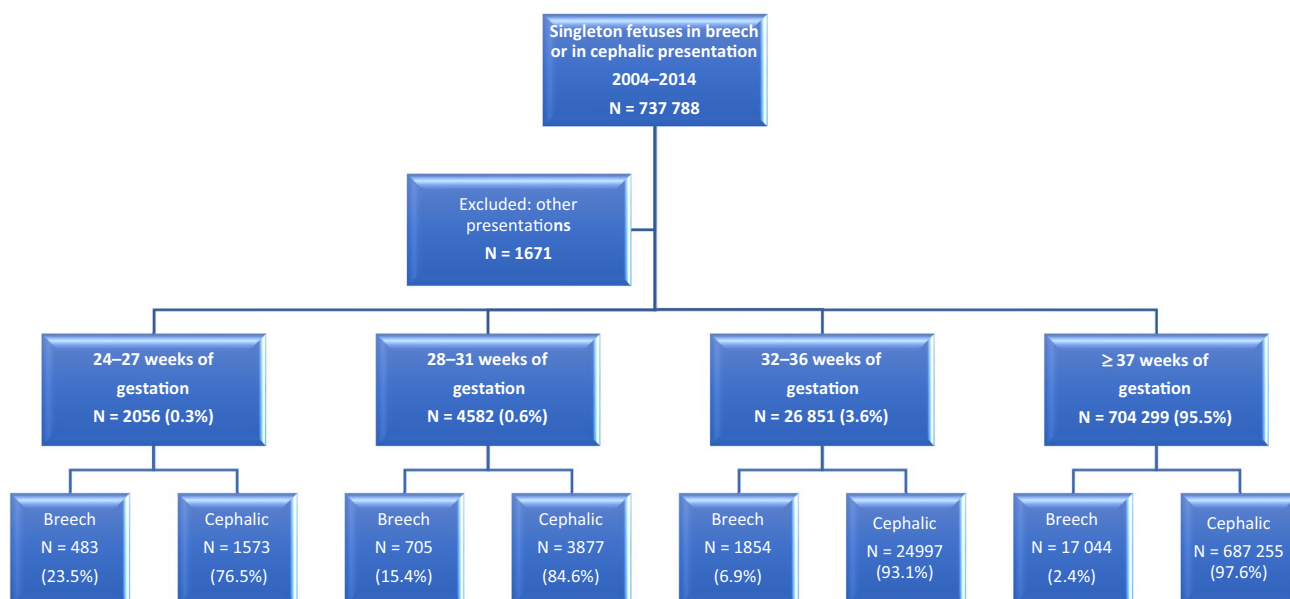 Singleton fetuses in breech
or in cephalic presentation
2004–2014
N = 737 788
Excluded: other
presentations
N = 1671
24–27 weeks of
gestation
N = 2056 (0.3%)
28–31 weeks of
gestation
N = 4582 (0.6%)
32–36 weeks of
gestation
N = 26 851 (3.6%)
≥ 37 weeks of
gestation
N = 704 299 (95.5%)
Breech
N = 483
(23.5%)
Cephalic
N = 1573
(76.5%)
Breech
N = 705
(15.4%)
Cephalic
N = 3877
(84.6%)
Breech
N = 1854
(6.9%)
Cephalic
N = 24997
(93.1%)
Breech
N = 17 044
(2.4%)
Cephalic
N = 687 255
(97.6%)